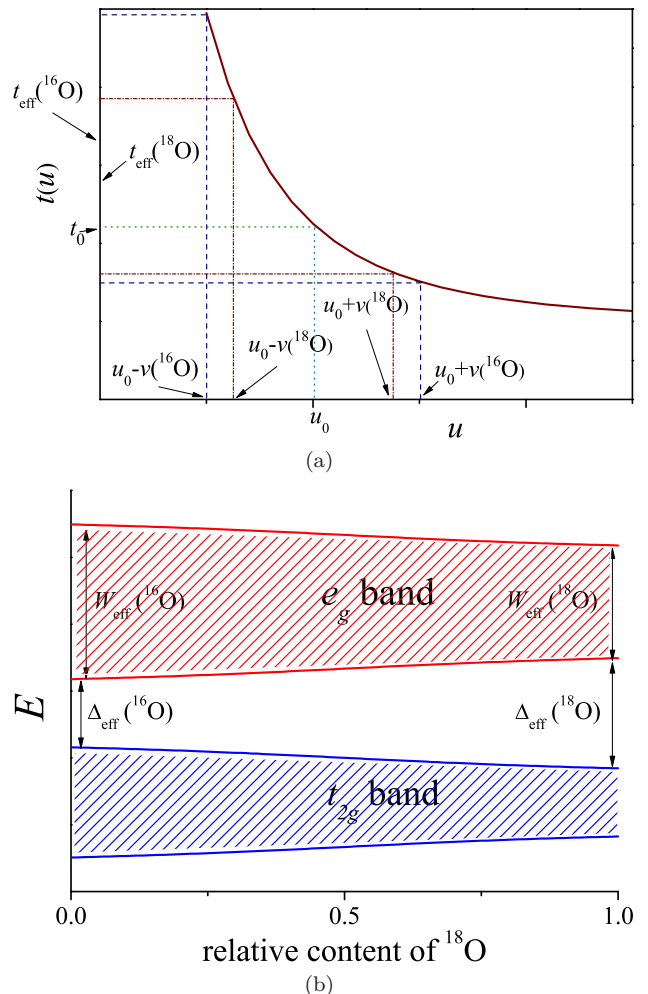 t_eff(^16O)
t_eff(^18O)
t(u)
t_0
u_0+v(^18O)
u_0-v(^18O)
u_0-v(^16O)
u_0+v(^16O)
u_0
u
(a)
W_eff (^16O)
e_g band
W_eff (^18O)
E
Δ_eff (^16O)
Δ_eff (^18O)
t_2g band
0.0
0.5
1.0
relative content of ^18O
(b)